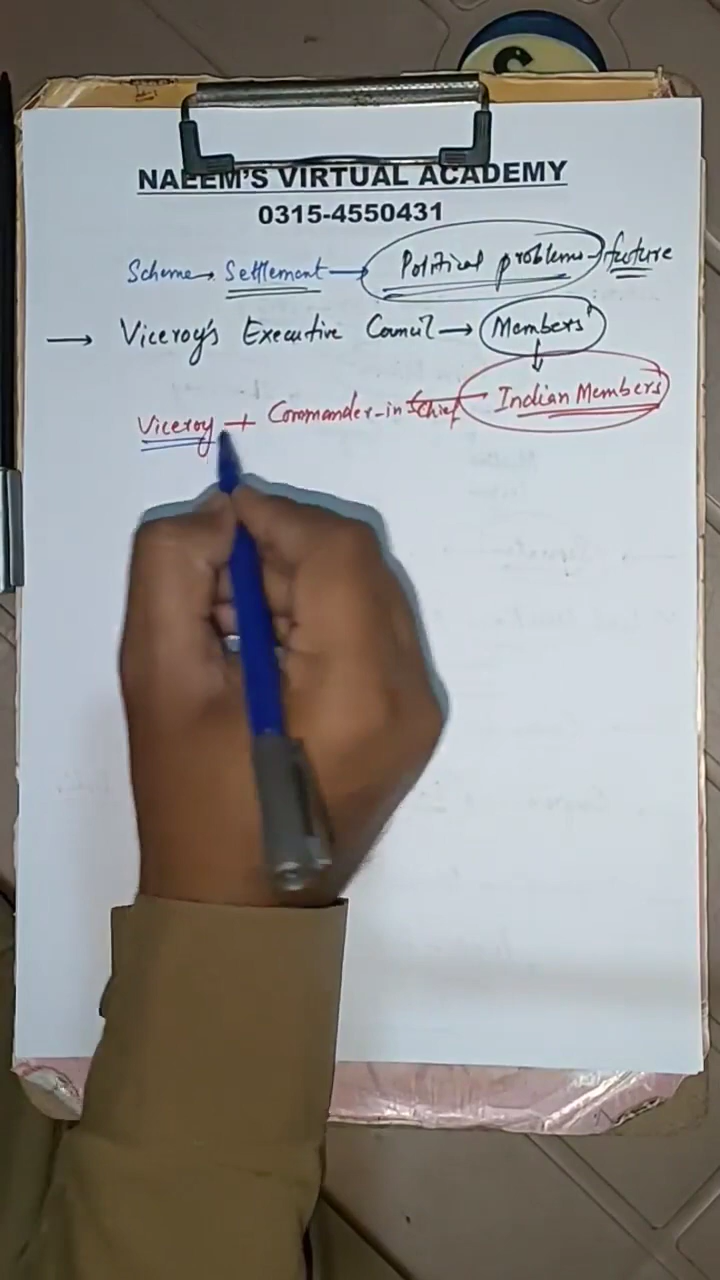 NAEEM'S VIRTUAL ACADEMY
0315-4550431
Scheme → Settlement → Political problems → future
→ Viceroy's Executive Council → Members'
Indian Members
Viceroy + Commander-in Chief